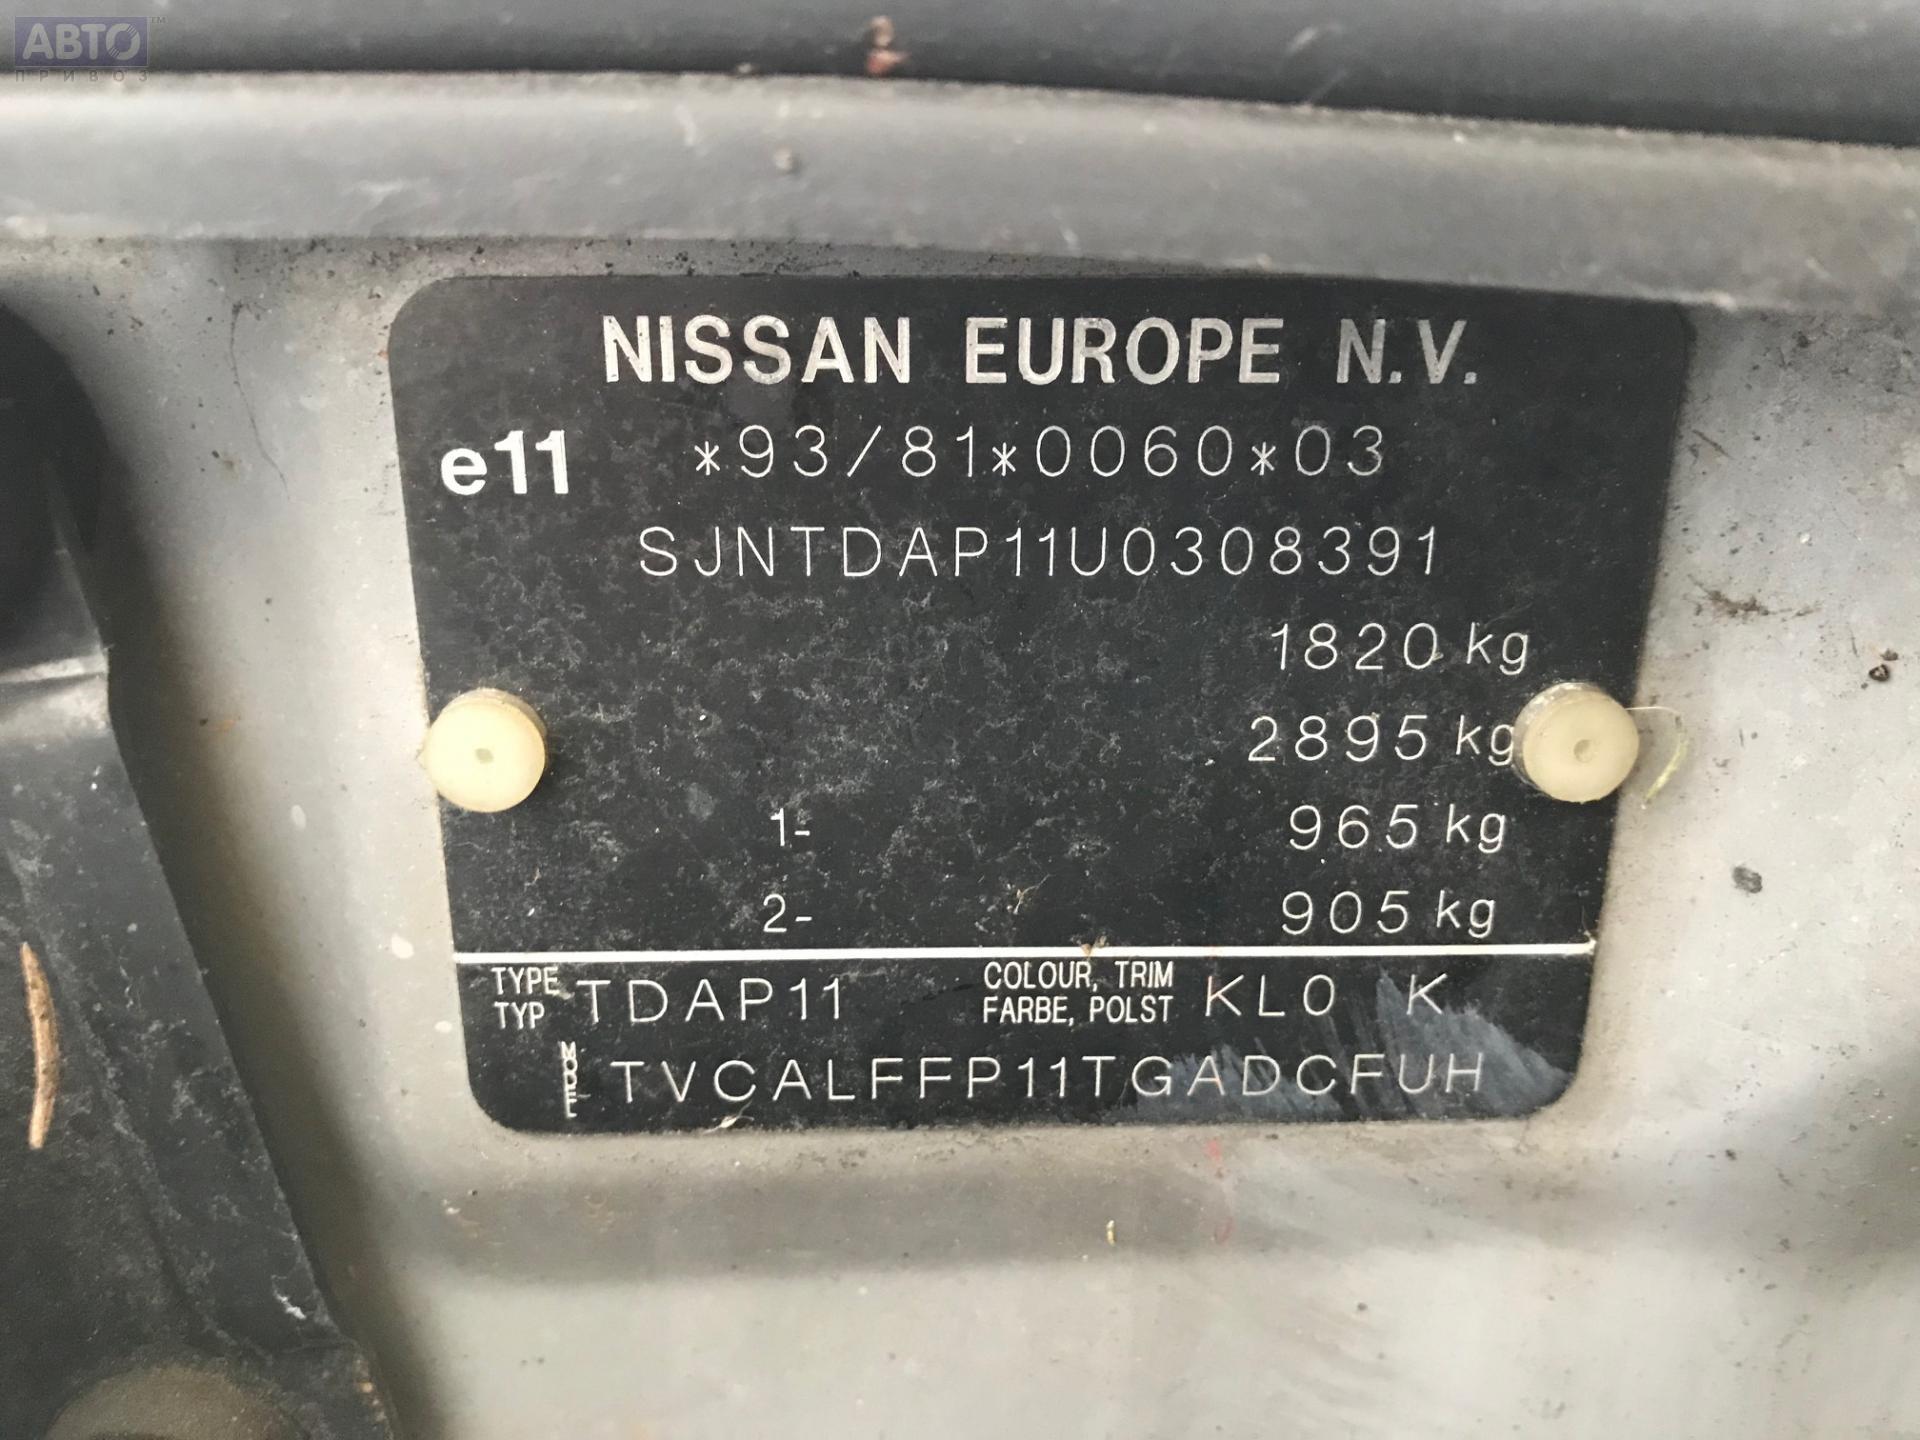 АВТО™
ПРИВОЗ
NISSAN EUROPE N.V.
e11 *93/81*0060*03
SJNTDAP11U0308391
1820 kg
2895 kg
1- 965 kg
2- 905 kg
TYPE
TYP
TDAP11
COLOUR, TRIM
FARBE, POLST
KL0 K
MODEL TVCALFFP11TGADCFUH